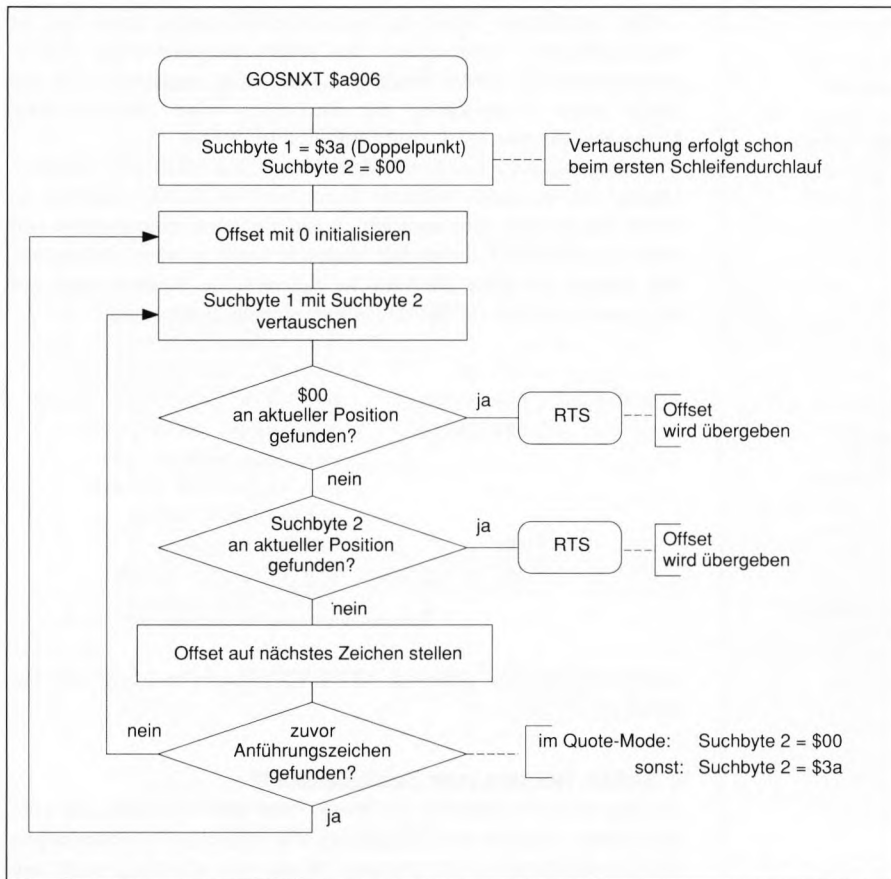 GOSNXT $a906
Suchbyte 1 = $3a (Doppelpunkt)
Suchbyte 2 = $00
Vertauschung erfolgt schon
beim ersten Schleifendurchlauf
Offset mit 0 initialisieren
Suchbyte 1 mit Suchbyte 2
vertauschen
$00
an aktueller Position
gefunden?
ja
RTS
Offset
wird übergeben
nein
Suchbyte 2
an aktueller Position
gefunden?
ja
RTS
Offset
wird übergeben
nein
Offset auf nächstes Zeichen stellen
nein
zuvor
Anführungszeichen
gefunden?
im Quote-Mode: Suchbyte 2 = $00
sonst: Suchbyte 2 = $3a
ja